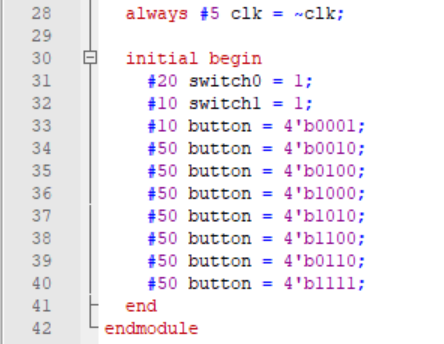 28 always #5 clk = ~clk;
29
30 initial begin
31 #20 switch0 = 1;
32 #10 switch1 = 1;
33 #10 button = 4'b0001;
34 #50 button = 4'b0010;
35 #50 button = 4'b0100;
36 #50 button = 4'b1000;
37 #50 button = 4'b1010;
38 #50 button = 4'b1100;
39 #50 button = 4'b0110;
40 #50 button = 4'b1111;
41 end
42 endmodule